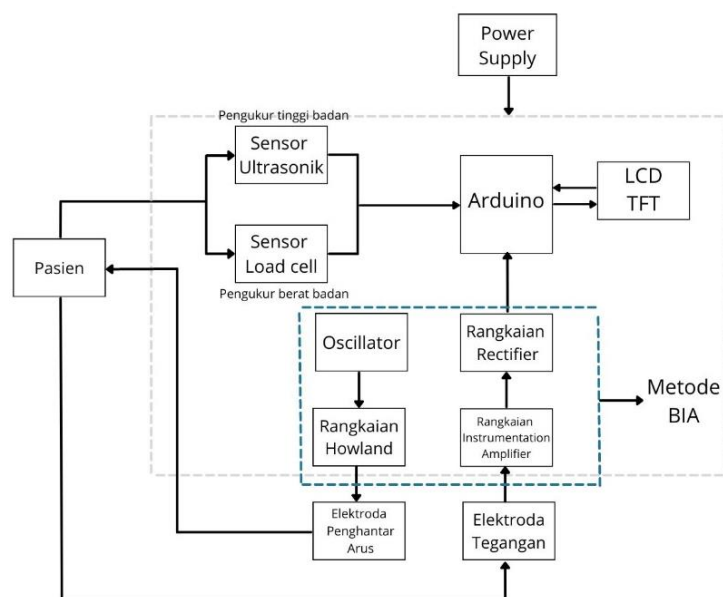 Power
Supply
Pengukur tinggi badan
Sensor
Ultrasonik
Arduino
LCD
TFT
Sensor
Load cell
Pengukur berat badan
Pasien
Oscillator
Rangkaian
Rectifier
Metode
BIA
Rangkaian
Howland
Rangkaian
Instrumentation
Amplifier
Elektroda
Penghantar
Arus
Elektroda
Tegangan